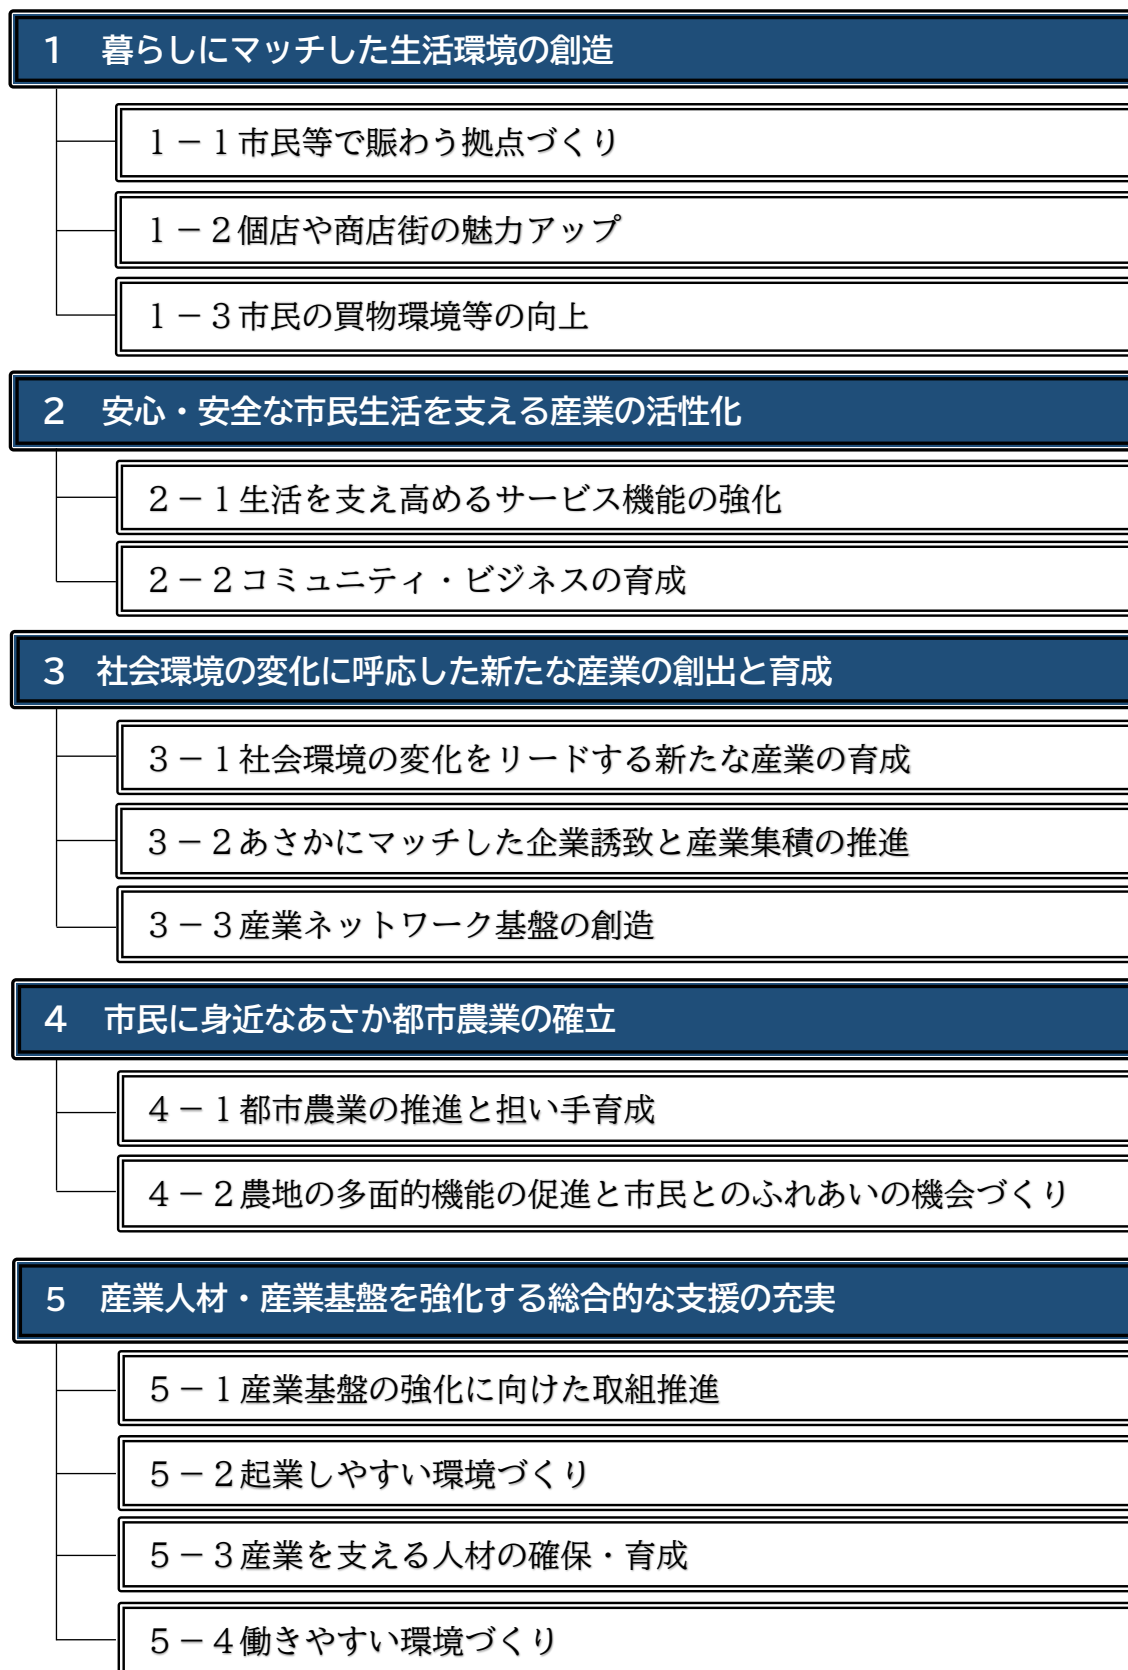 1　暮らしにマッチした生活環境の創造
１－１市民等で賑わう拠点づくり
１－２個店や商店街の魅力アップ
１－３市民の買物環境等の向上
2　安心・安全な市民生活を支える産業の活性化
２－１生活を支え高めるサービス機能の強化
２－２コミュニティ・ビジネスの育成
3　社会環境の変化に呼応した新たな産業の創出と育成
３－１社会環境の変化をリードする新たな産業の育成
３－２あさかにマッチした企業誘致と産業集積の推進
３－３産業ネットワーク基盤の創造
4　市民に身近なあさか都市農業の確立
４－１都市農業の推進と担い手育成
４－２農地の多面的機能の促進と市民とのふれあいの機会づくり
5　産業人材・産業基盤を強化する総合的な支援の充実
５－１産業基盤の強化に向けた取組推進
５－２起業しやすい環境づくり
５－３産業を支える人材の確保・育成
５－４働きやすい環境づくり